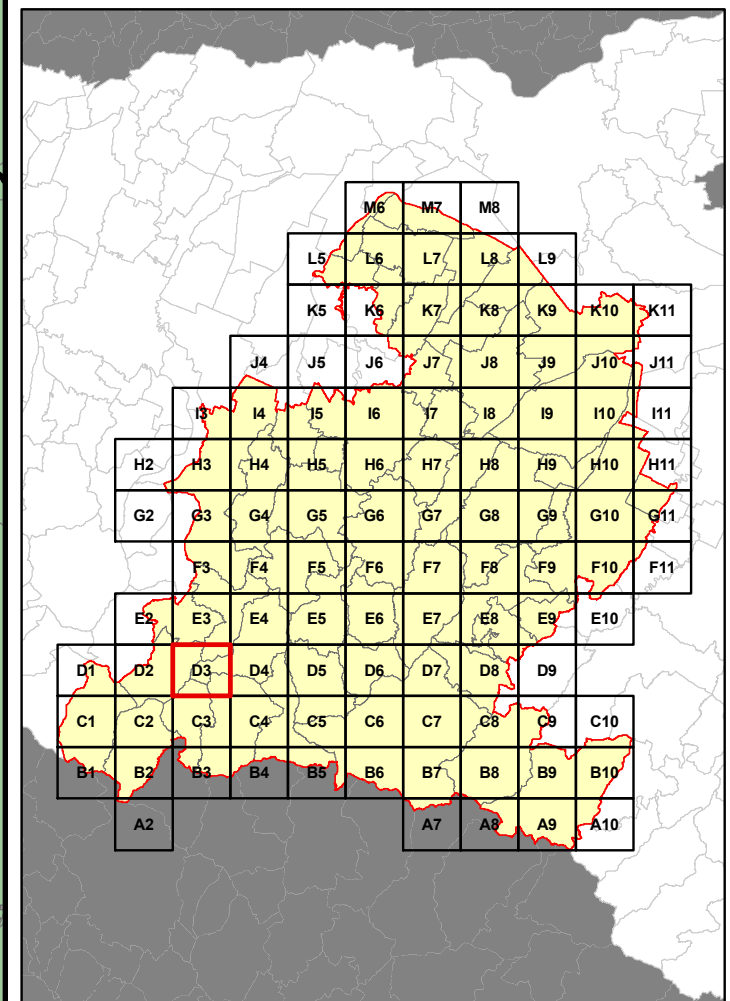 M6 M7 M8
L5 L6 L7 L8 L9
K5 K6 K7 K8 K9 K10 K11
J4 J5 J6 J7 J8 J9 J10 J11
I3 I4 I5 I6 I7 I8 I9 I10 I11
H2 H3 H4 H5 H6 H7 H8 H9 H10 H11
G2 G3 G4 G5 G6 G7 G8 G9 G10 G11
F3 F4 F5 F6 F7 F8 F9 F10 F11
E2 E3 E4 E5 E6 E7 E8 E9 E10
D1 D2 D3 D4 D5 D6 D7 D8 D9
C1 C2 C3 C4 C5 C6 C7 C8 C9 C10
B1 B2 B3 B4 B5 B6 B7 B8 B9 B10
A2 A7 A8 A9 A10